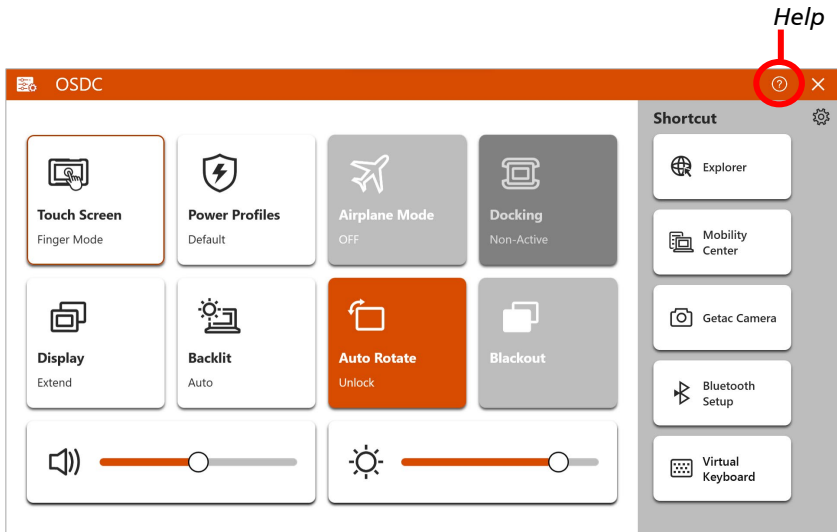 Help
OSDC
Shortcut
Touch Screen
Finger Mode
Power Profiles
Default
Airplane Mode
OFF
Docking
Non-Active
Display
Extend
Backlit
Auto
Auto Rotate
Unlock
Blackout
Explorer
Mobility
Center
Getac Camera
Bluetooth
Setup
Virtual
Keyboard